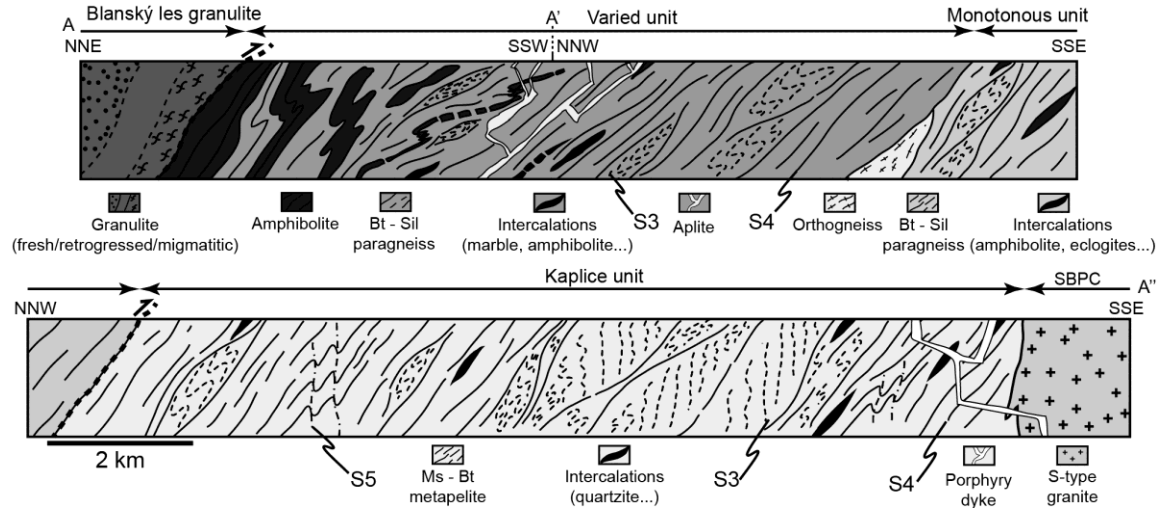 A Blanský les granulite A' Varied unit Monotonous unit
NNE SSW NNW SSE
Granulite
(fresh/retrogressed/migmatitic)
Amphibolite
Bt - Sil
paragneiss
Intercalations
(marble, amphibolite...)
S3
Aplite
S4
Orthogneiss
Bt - Sil
paragneiss
Intercalations
(amphibolite, eclogites...)
Kaplice unit SBPC A"
NNW SSE
2 km
S5
Ms - Bt
metapelite
Intercalations
(quartzite...)
S3
S4
Porphyry
dyke
S-type
granite